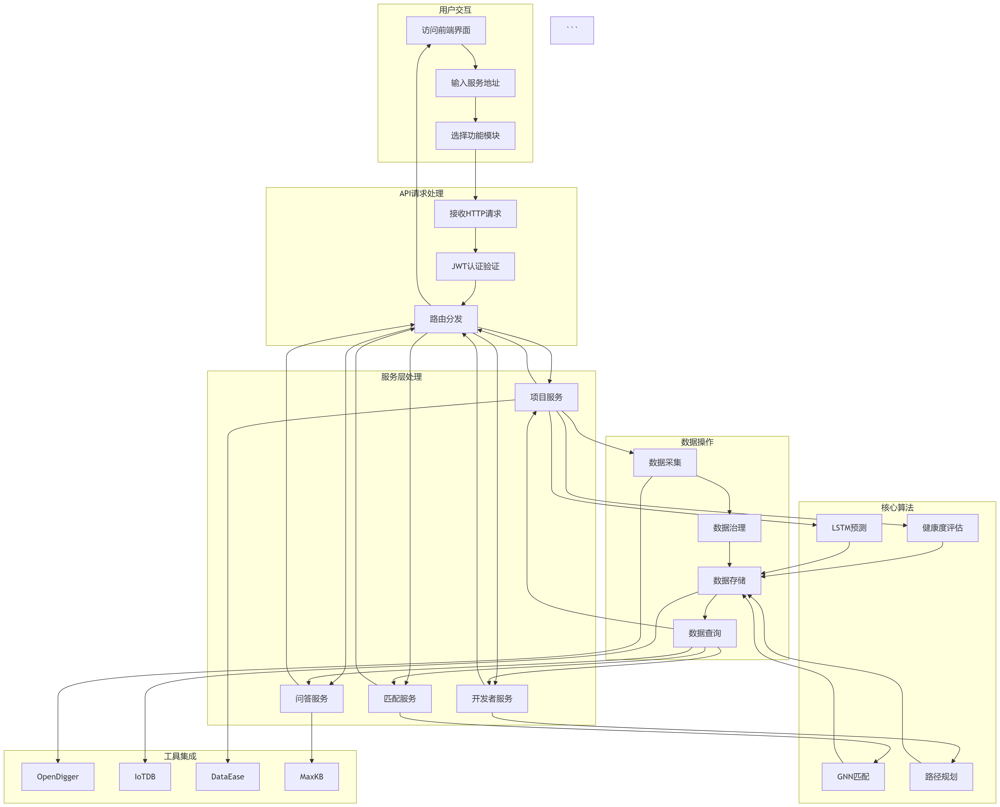 用户交互
访问前端界面
```
输入服务地址
选择功能模块
API请求处理
接收HTTP请求
JWT认证验证
路由分发
服务层处理
项目服务
数据操作
数据采集
核心算法
数据治理
LSTM预测
健康度评估
数据存储
数据查询
问答服务
匹配服务
开发者服务
工具集成
OpenDigger
IoTDB
DataEase
MaxKB
GNN匹配
路径规划